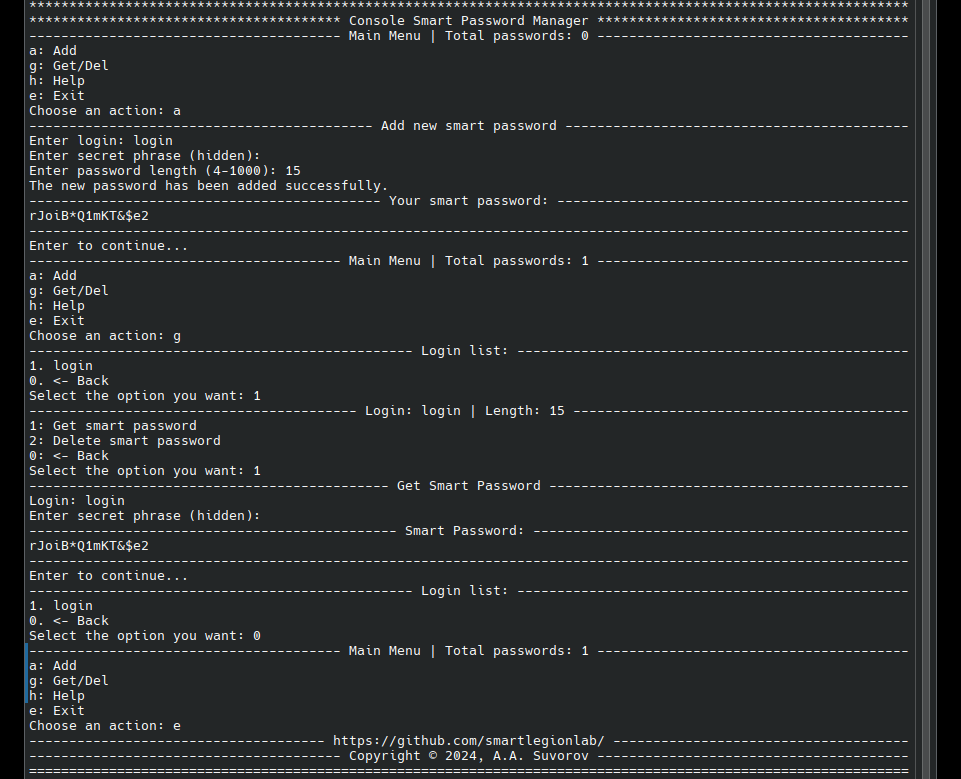 **************************************************************************************************************
*************************************** Console Smart Password Manager ***************************************
--------------------------------------- Main Menu | Total passwords: 0 ---------------------------------------
a: Add
g: Get/Del
h: Help
e: Exit
Choose an action: a
------------------------------------------- Add new smart password -------------------------------------------
Enter login: login
Enter secret phrase (hidden):
Enter password length (4-1000): 15
The new password has been added successfully.
-------------------------------------------- Your smart password: --------------------------------------------
rJoiB*Q1mKT&$e2
--------------------------------------------------------------------------------------------------------------
Enter to continue...
--------------------------------------- Main Menu | Total passwords: 1 ---------------------------------------
a: Add
g: Get/Del
h: Help
e: Exit
Choose an action: g
------------------------------------------------ Login list: -------------------------------------------------
1. login
0. <- Back
Select the option you want: 1
----------------------------------------- Login: login | Length: 15 ------------------------------------------
1: Get smart password
2: Delete smart password
0: <- Back
Select the option you want: 1
--------------------------------------------- Get Smart Password ---------------------------------------------
Login: login
Enter secret phrase (hidden):
---------------------------------------------- Smart Password: -----------------------------------------------
rJoiB*Q1mKT&$e2
--------------------------------------------------------------------------------------------------------------
Enter to continue...
------------------------------------------------ Login list: -------------------------------------------------
1. login
0. <- Back
Select the option you want: 0
--------------------------------------- Main Menu | Total passwords: 1 ---------------------------------------
a: Add
g: Get/Del
h: Help
e: Exit
Choose an action: e
------------------------------------- https://github.com/smartlegionlab/ -------------------------------------
--------------------------------------- Copyright © 2024, A.A. Suvorov ---------------------------------------
==============================================================================================================